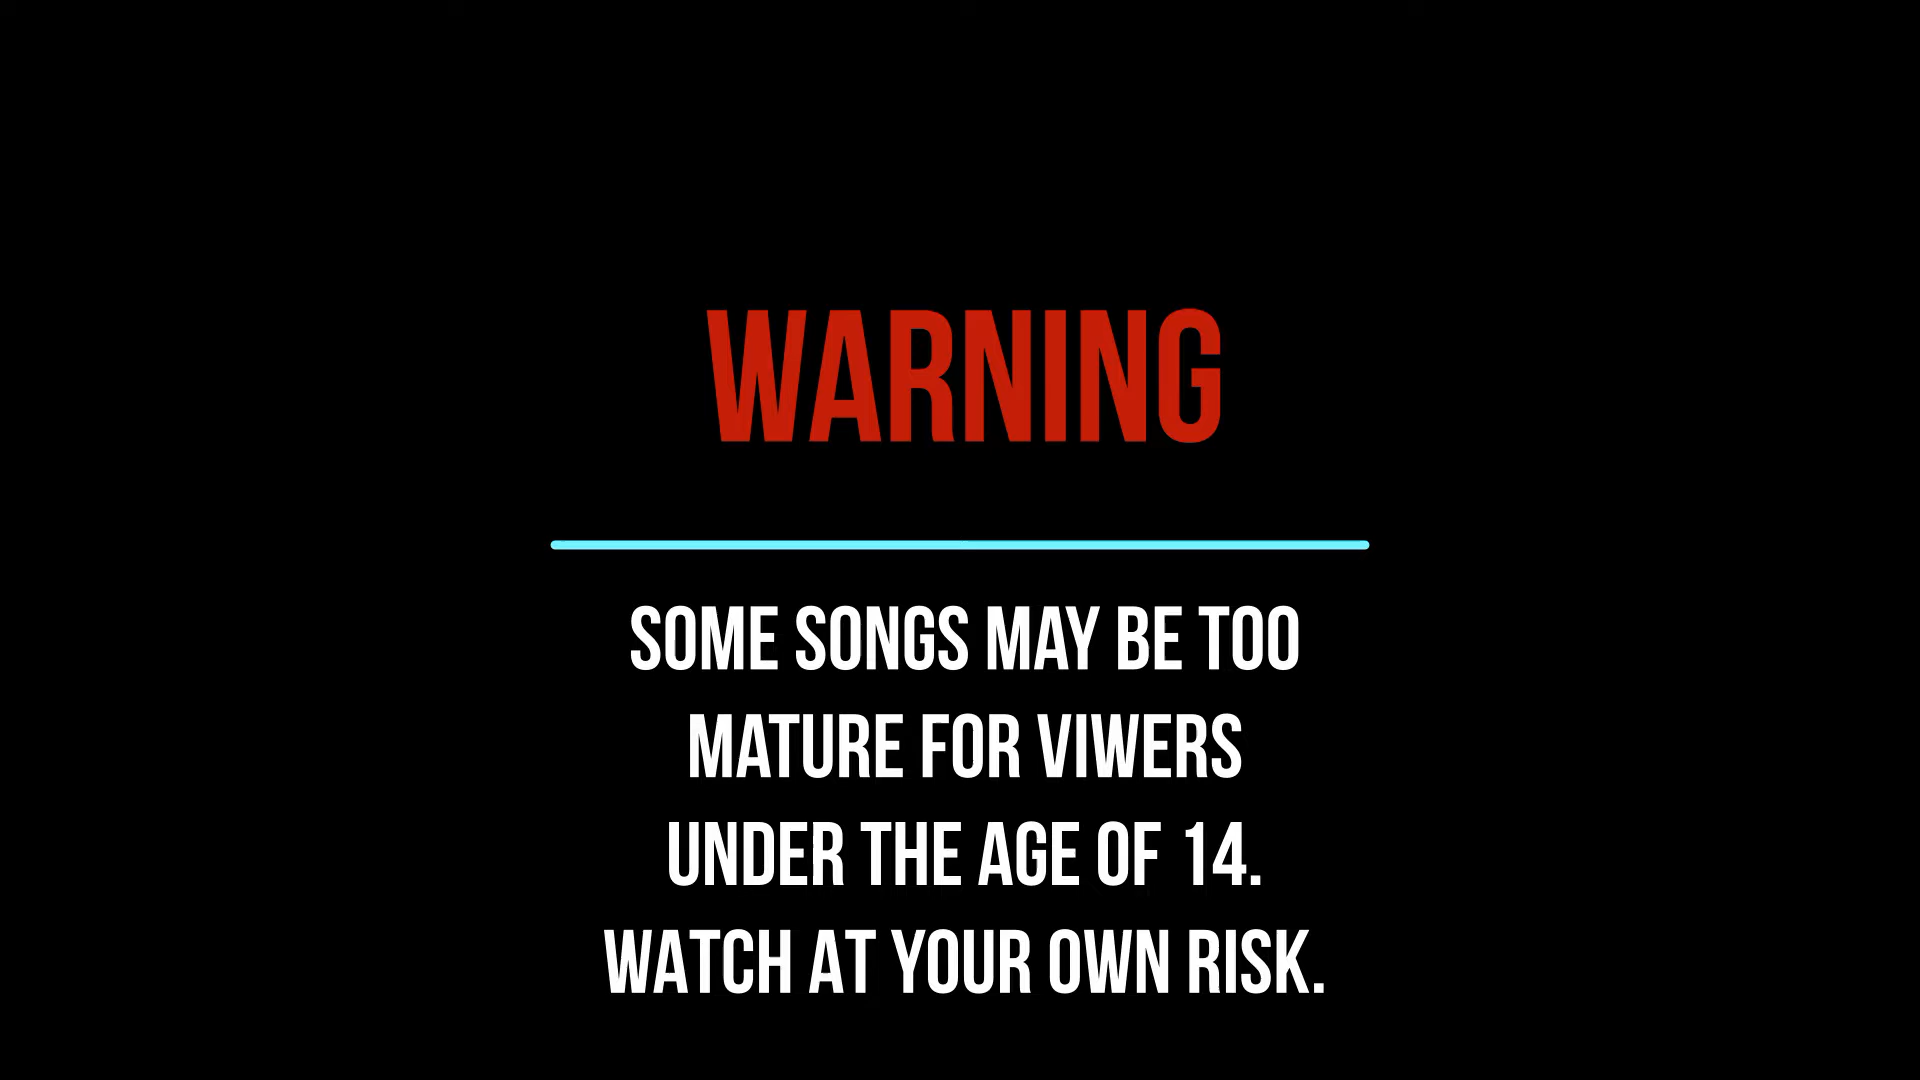 WARNING
SOME SONGS MAY BE TOO
MATURE FOR VIWERS
UNDER THE AGE OF 14.
WATCH AT YOUR OWN RISK.